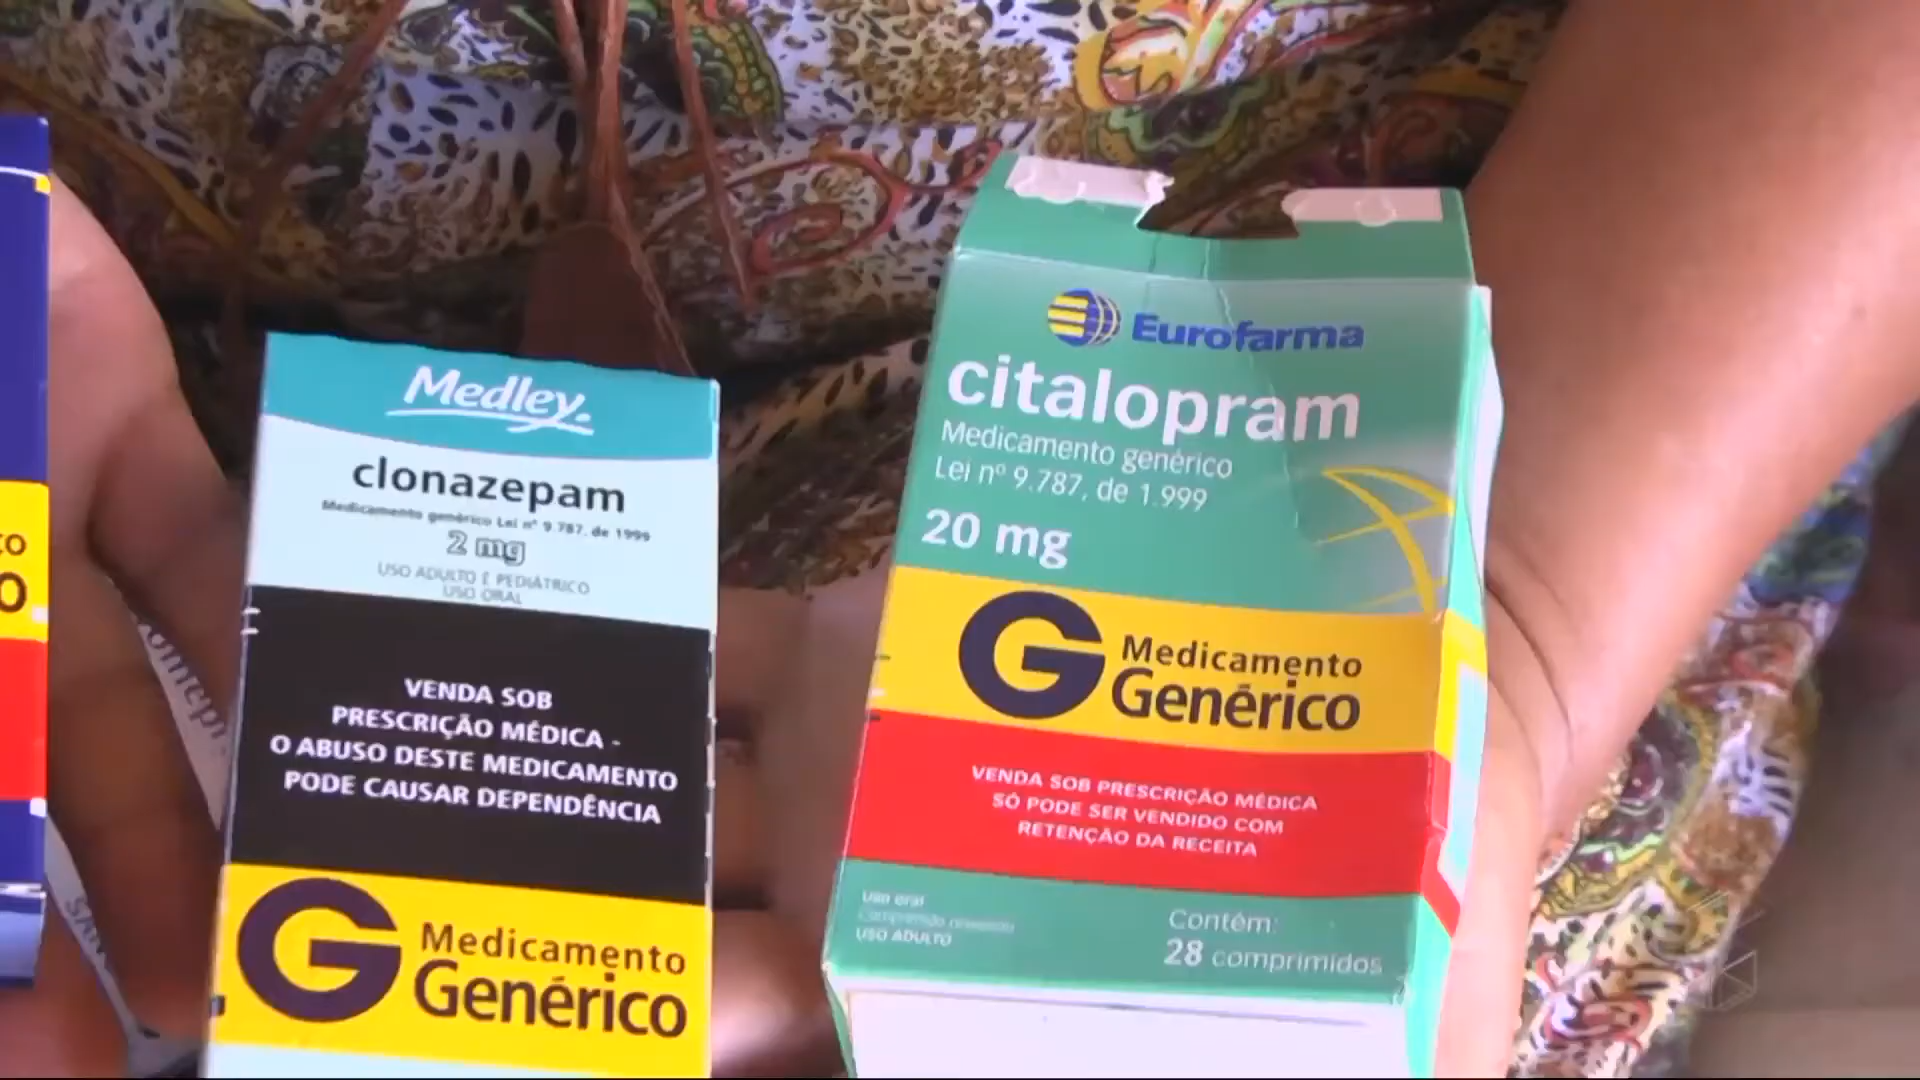 Medley
clonazepam
Medicamento genérico Lei nº 9.787, de 1999
2 mg
USO ADULTO E PEDIÁTRICO
USO ORAL
VENDA SOB
PRESCRIÇÃO MÉDICA -
O ABUSO DESTE MEDICAMENTO
PODE CAUSAR DEPENDÊNCIA
G Medicamento
Genérico
Eurofarma
citalopram
Medicamento genérico
Lei nº 9.787, de 1.999
20 mg
G Medicamento
Genérico
VENDA SOB PRESCRIÇÃO MÉDICA
SÓ PODE SER VENDIDO COM
RETENÇÃO DA RECEITA
Uso oral
Comprimido revestido
USO ADULTO
Contém:
28 comprimidos